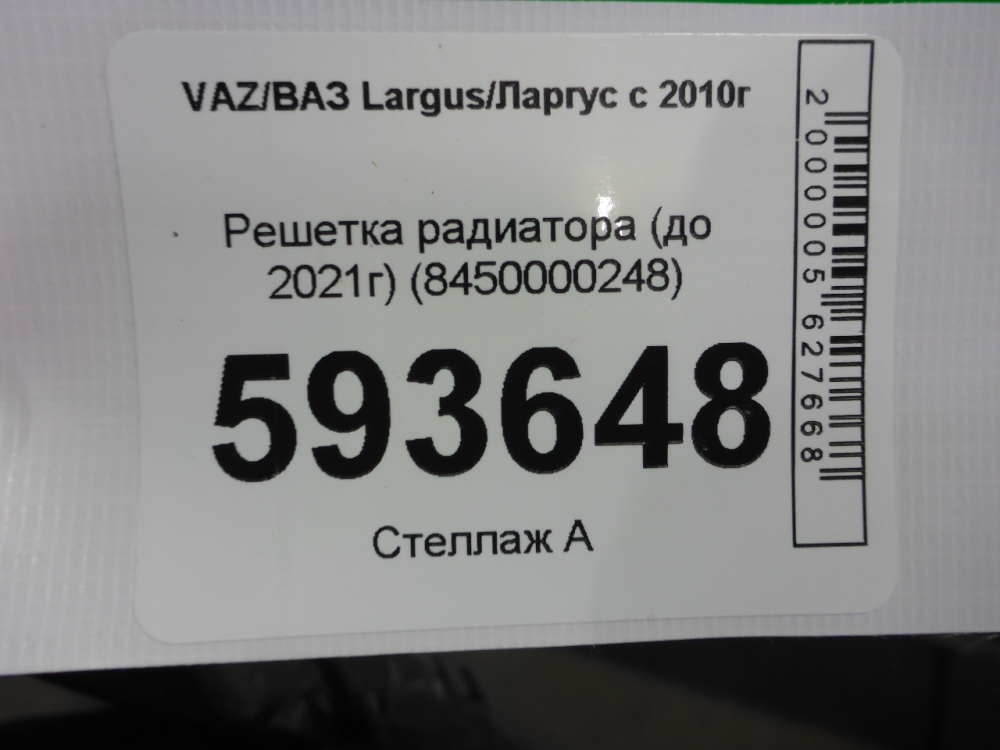 VAZ/ВАЗ Largus/Ларгус с 2010г
Решетка радиатора (до
2021г) (8450000248)
593648
Стеллаж А
2000005627668